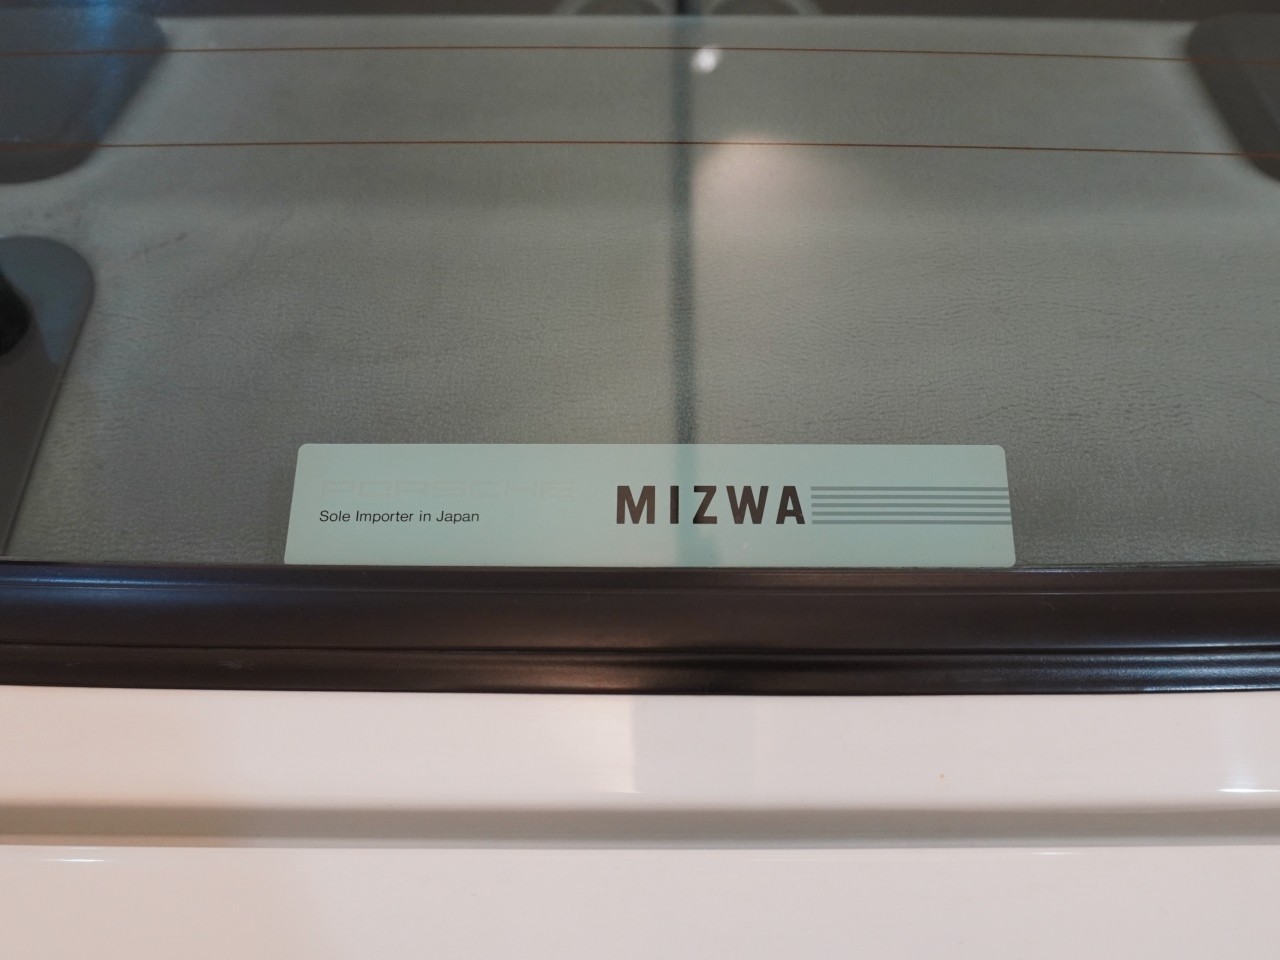 PORSCHE
Sole Importer in Japan
MIZWA